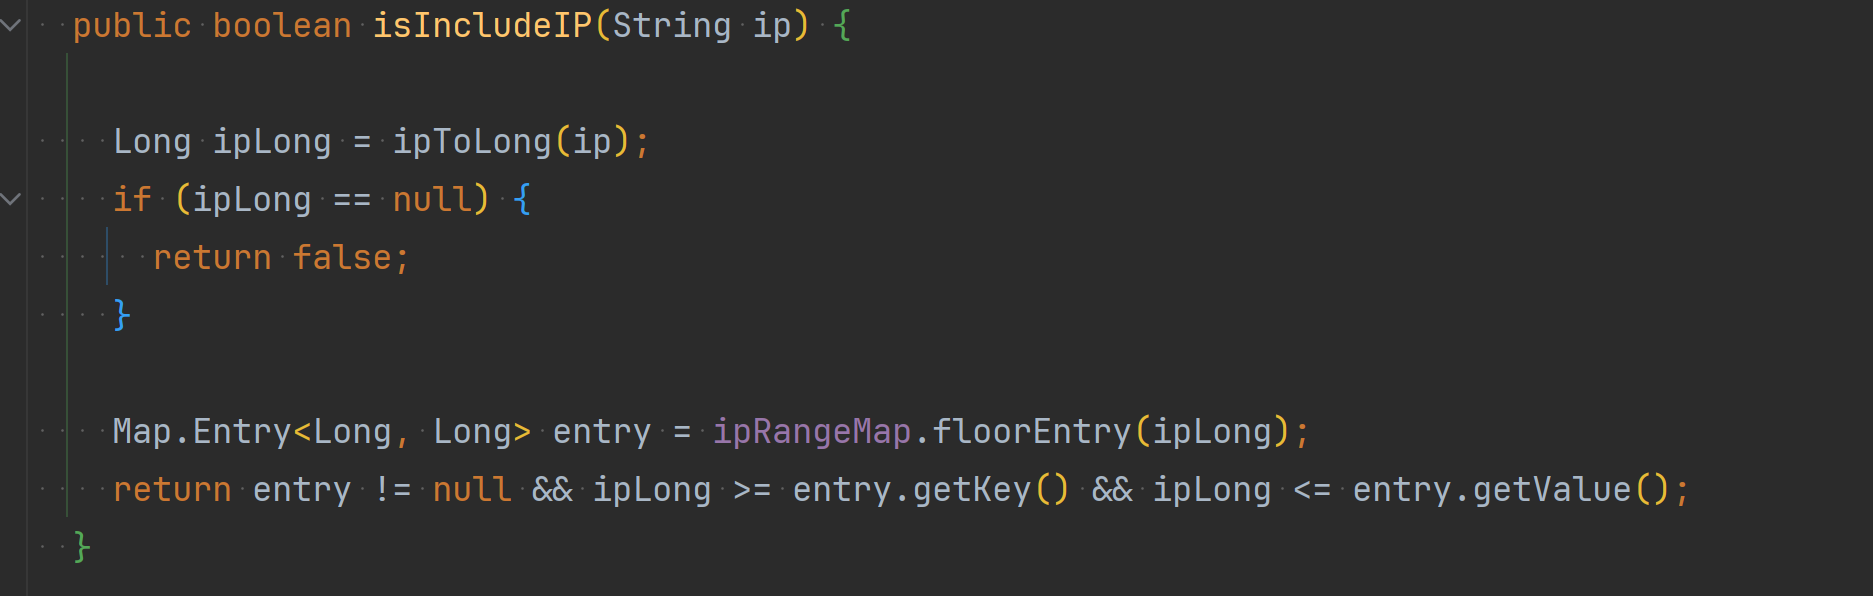 public boolean isIncludeIP(String ip) {
Long ipLong = ipToLong(ip);
if (ipLong == null) {
return false;
}
Map.Entry<Long, Long> entry = ipRangeMap.floorEntry(ipLong);
return entry != null && ipLong >= entry.getKey() && ipLong <= entry.getValue();
}